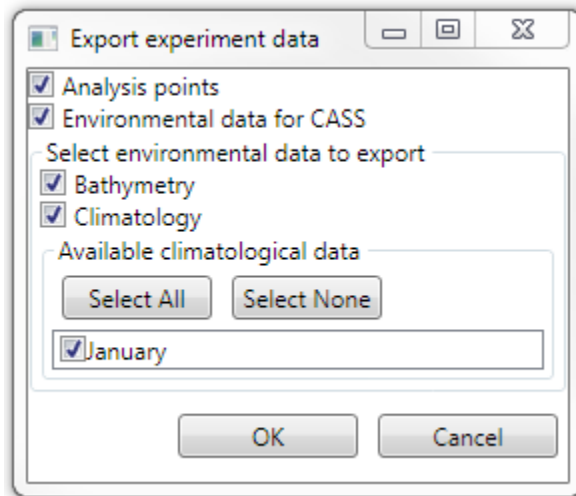 Export experiment data
Analysis points
Environmental data for CASS
Select environmental data to export
Bathymetry
Climatology
Available climatological data
Select All Select None
January
OK Cancel